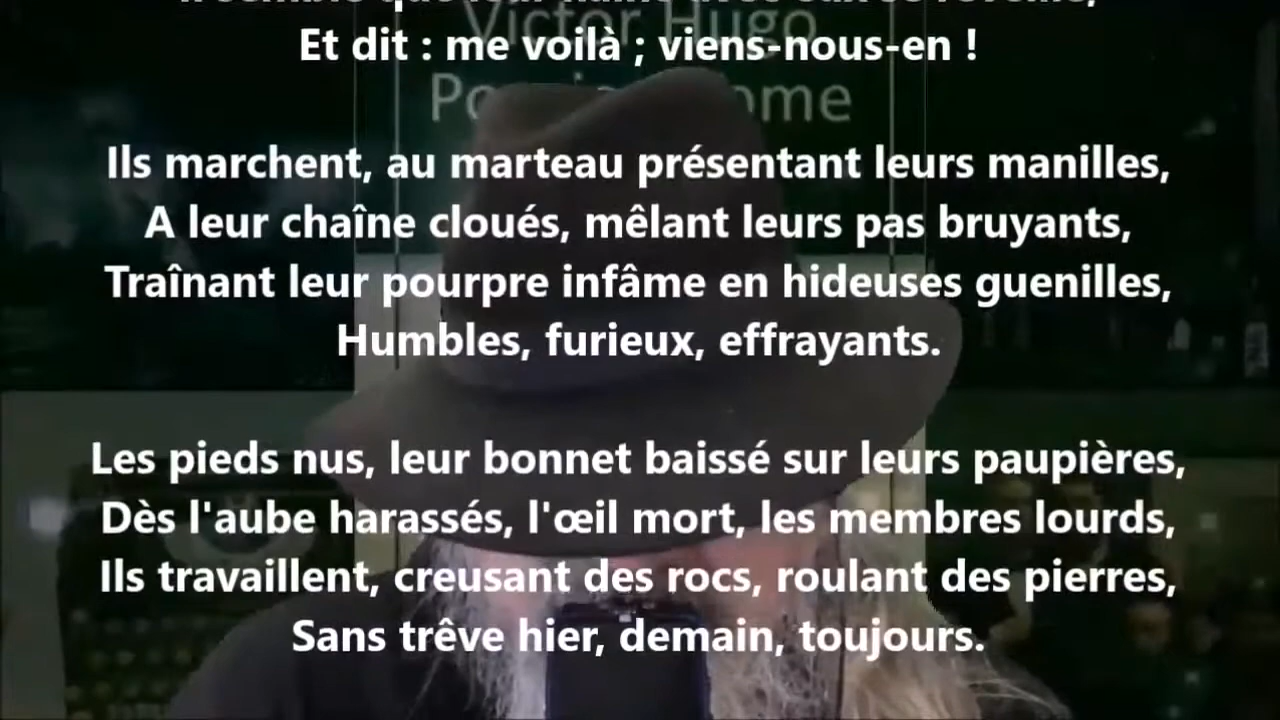 Victor Hugo
Et dit : me voilà ; viens-nous-en !
Ils marchent, au marteau présentant leurs manilles,
A leur chaîne cloués, mêlant leurs pas bruyants,
Traînant leur pourpre infâme en hideuses guenilles,
Humbles, furieux, effrayants.
Les pieds nus, leur bonnet baissé sur leurs paupières,
Dès l'aube harassés, l'œil mort, les membres lourds,
Ils travaillent, creusant des rocs, roulant des pierres,
Sans trêve hier, demain, toujours.